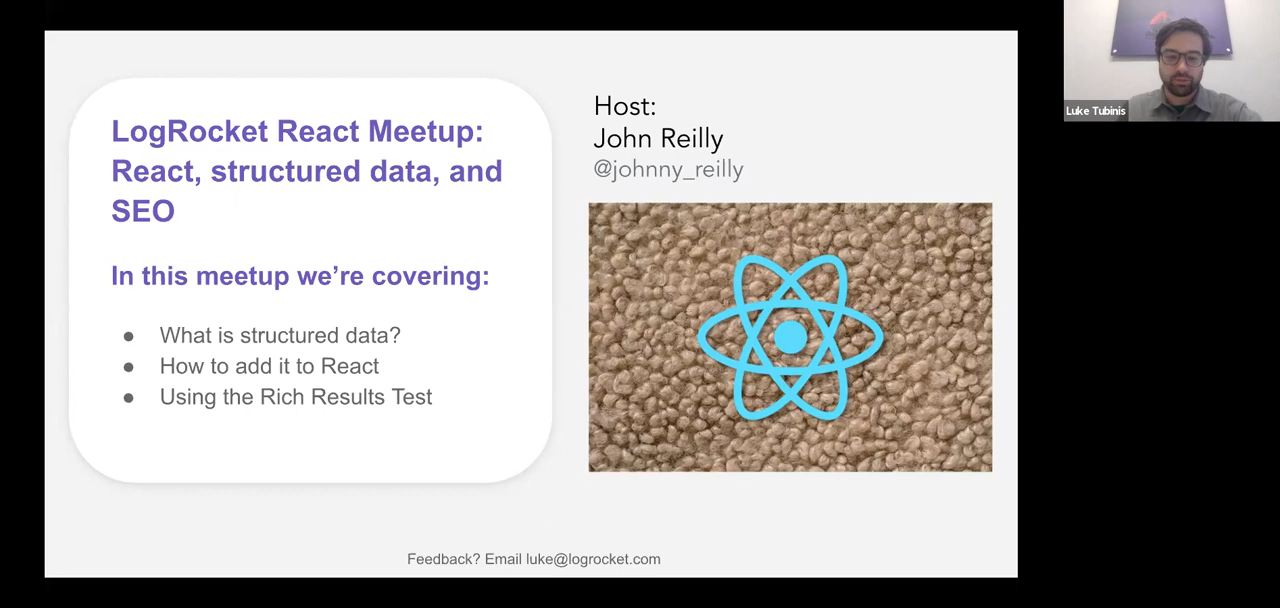 LogRocket React Meetup:
React, structured data, and
SEO
In this meetup we’re covering:
● What is structured data?
● How to add it to React
● Using the Rich Results Test
Host:
John Reilly
@johnny_reilly
Feedback? Email luke@logrocket.com
Luke Tubinis